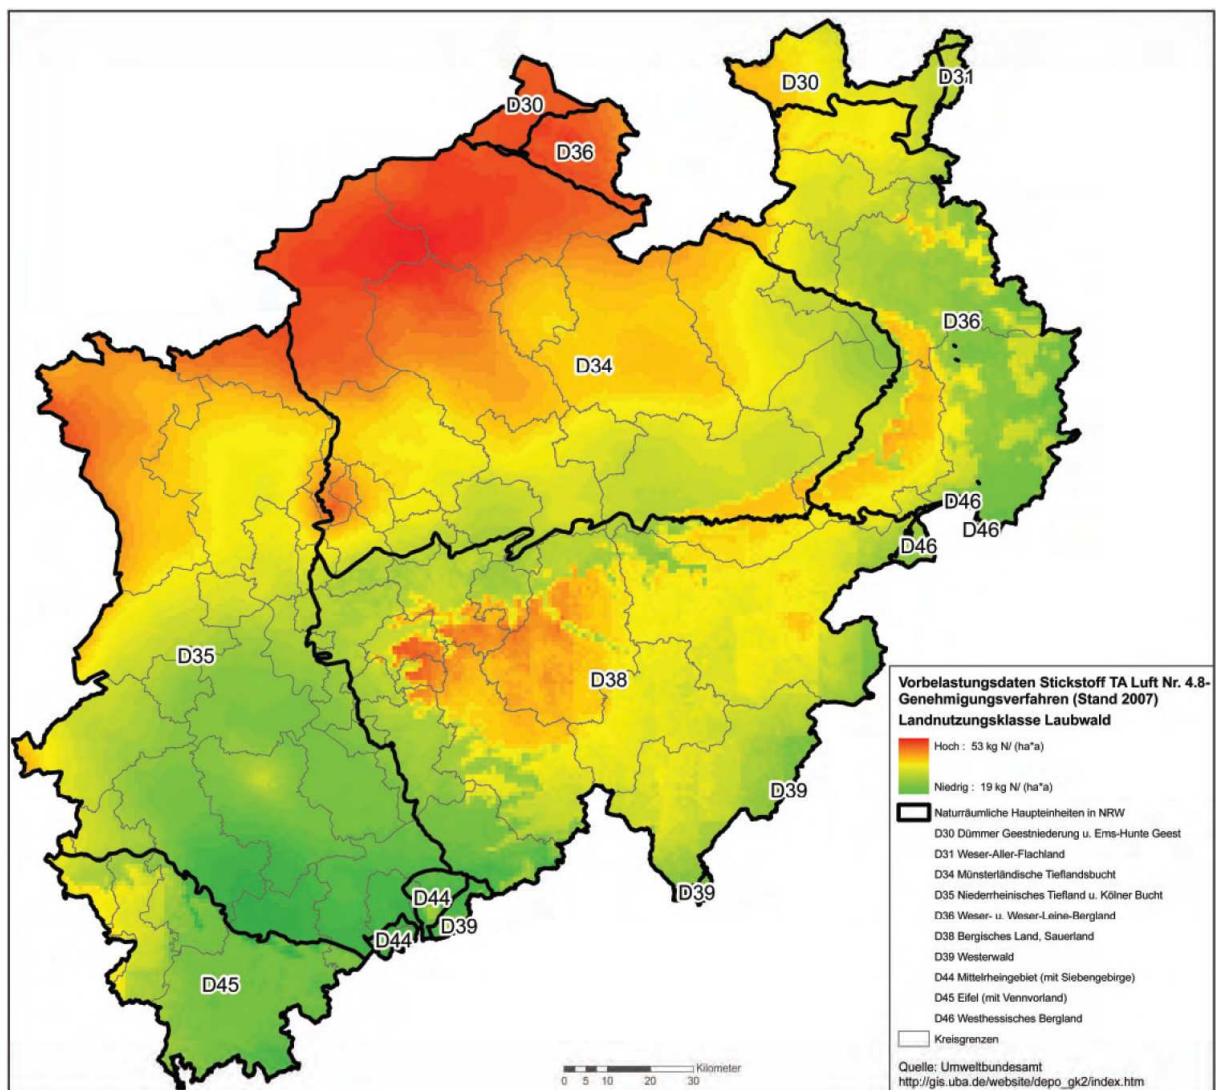 D30
D31
D30
D36
D36
D34
D46
D46
D46
D35
D38
D39
D39
D44
D39
D44
D45
Vorbelastungsdaten Stickstoff TA Luft Nr. 4.8-
Genehmigungsverfahren (Stand 2007)
Landnutzungsklasse Laubwald
Hoch : 53 kg N/ (ha*a)
Niedrig : 19 kg N/ (ha*a)
Naturräumliche Haupteinheiten in NRW
D30 Dümmer Geestniederung u. Ems-Hunte Geest
D31 Weser-Aller-Flachland
D34 Münsterländische Tieflandsbucht
D35 Niederrheinisches Tiefland u. Kölner Bucht
D36 Weser- u. Weser-Leine-Bergland
D38 Bergisches Land, Sauerland
D39 Westerwald
D44 Mittelrheingebiet (mit Siebengebirge)
D45 Eifel (mit Vennvorland)
D46 Westhessisches Bergland
Kreisgrenzen
Quelle: Umweltbundesamt
http://gis.uba.de/website/depo_gk2/index.htm
Kilometer
0 5 10 20 30